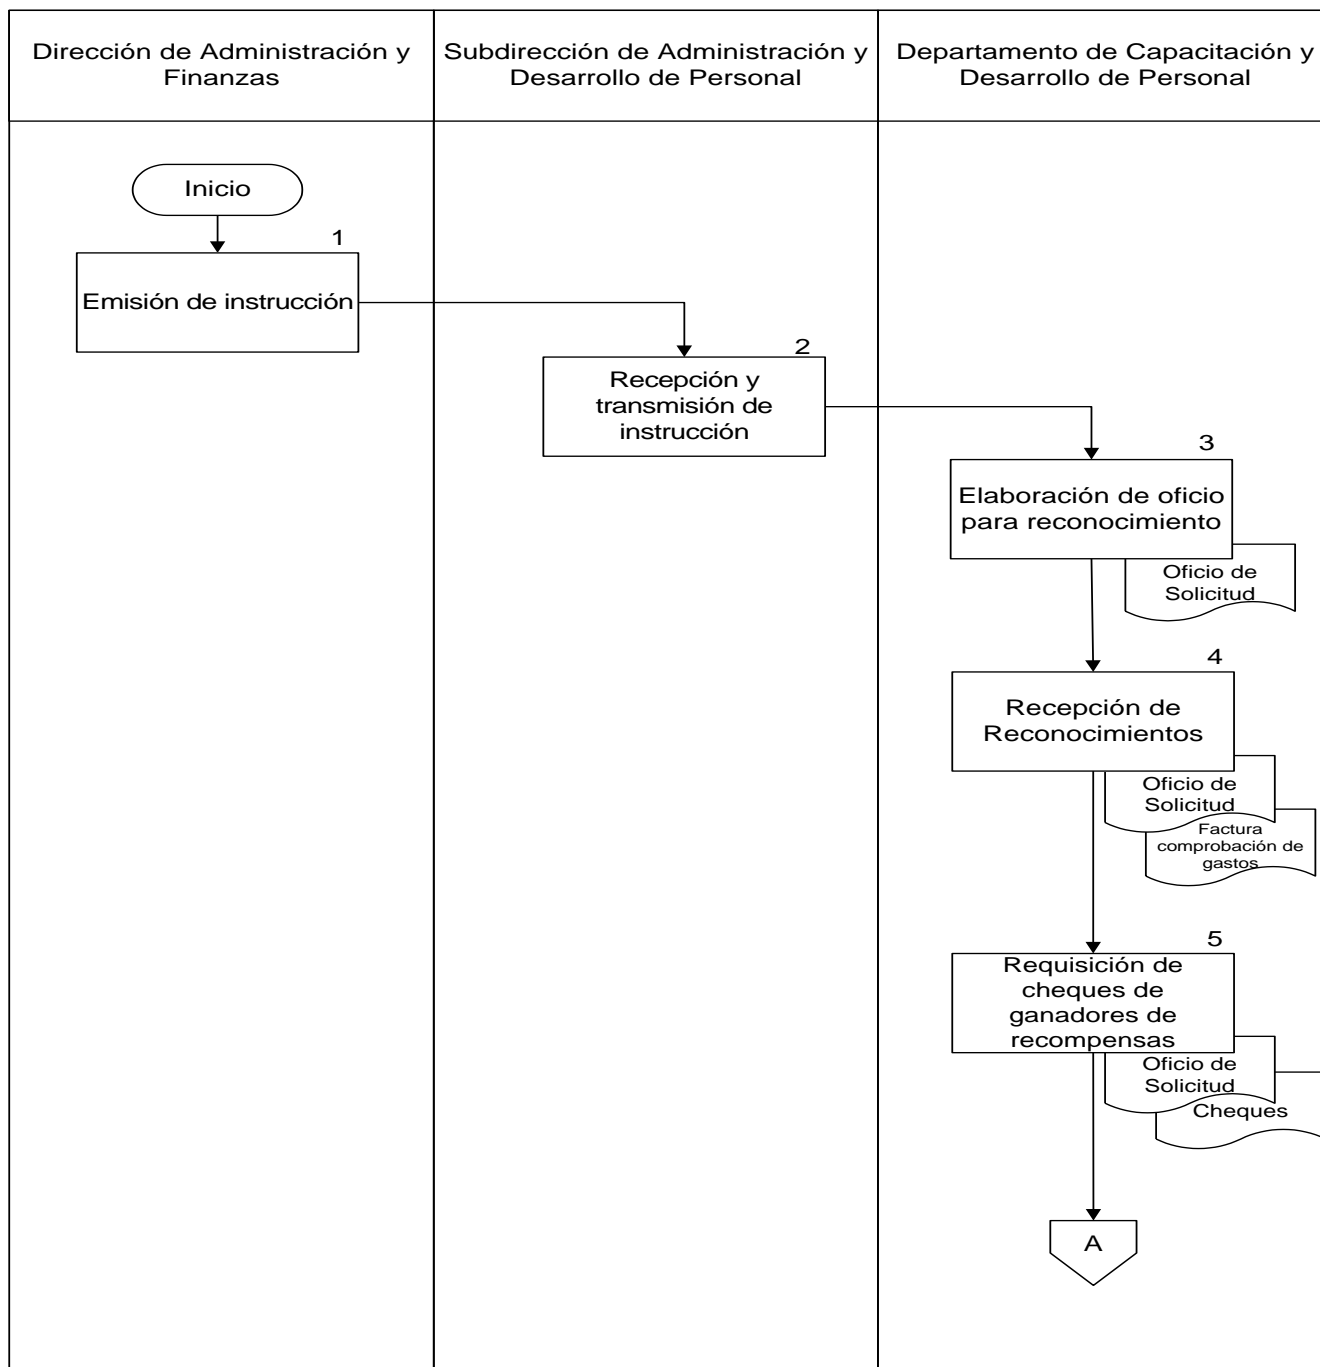 Dirección de Administración y
Finanzas
Subdirección de Administración y
Desarrollo de Personal
Departamento de Capacitación y
Desarrollo de Personal
Inicio
1
Emisión de instrucción
2
Recepción y
transmisión de
instrucción
3
Elaboración de oficio
para reconocimiento
Oficio de
Solicitud
4
Recepción de
Reconocimientos
Oficio de
Solicitud
Factura
comprobación de
gastos
5
Requisición de
cheques de
ganadores de
recompensas
Oficio de
Solicitud
Cheques
A